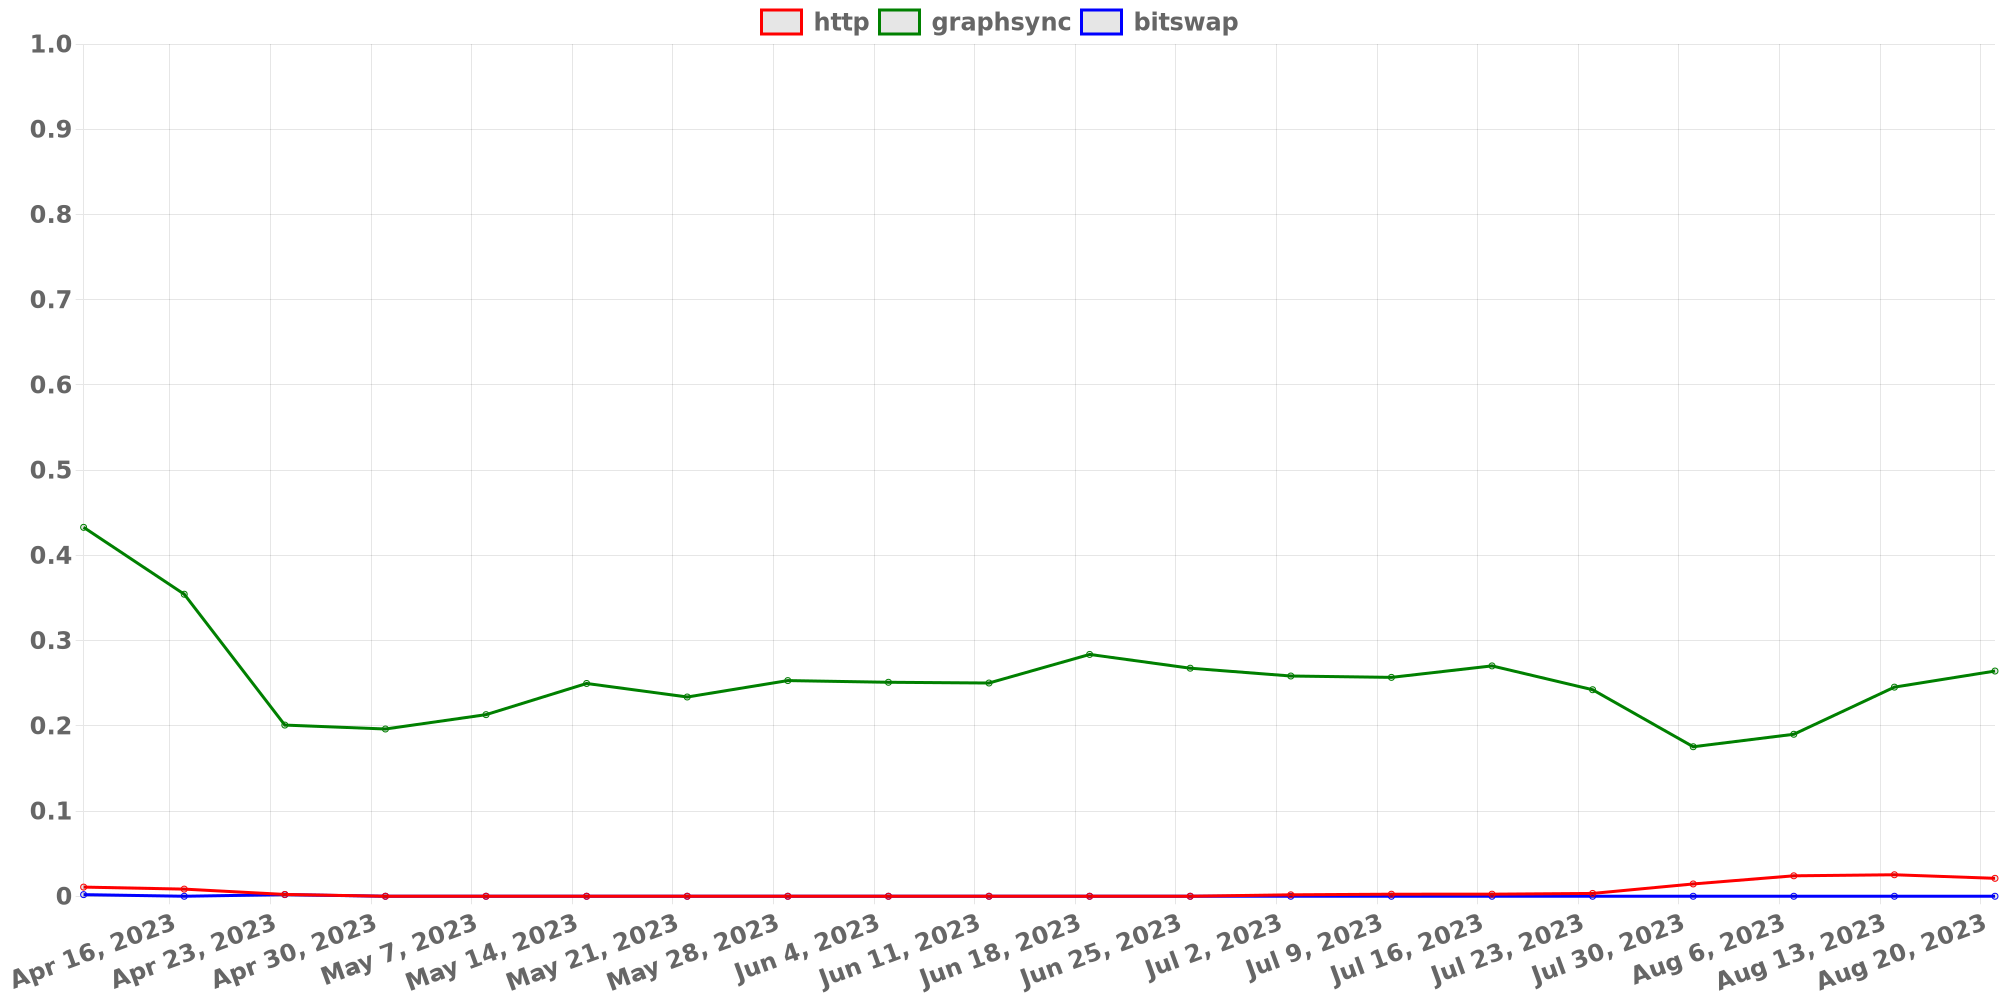 http graphsync bitswap
1.0
0.9
0.8
0.7
0.6
0.5
0.4
0.3
0.2
0.1
0
Apr 16, 2023
Apr 23, 2023
Apr 30, 2023
May 7, 2023
May 14, 2023
May 21, 2023
May 28, 2023
Jun 4, 2023
Jun 11, 2023
Jun 18, 2023
Jun 25, 2023
Jul 2, 2023
Jul 9, 2023
Jul 16, 2023
Jul 23, 2023
Jul 30, 2023
Aug 6, 2023
Aug 13, 2023
Aug 20, 2023